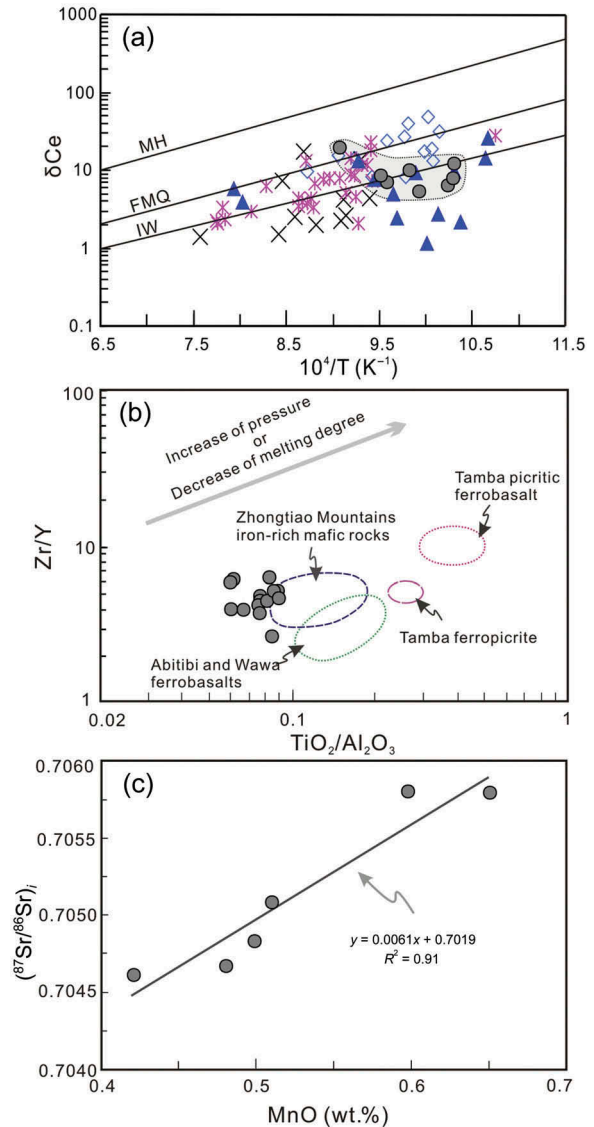 (a)
1000
100
10
1
0.1
δCe
MH
FMQ
IW
6.5
7.5
8.5
9.5
10.5
11.5
10⁴/T (K⁻¹)
(b)
100
10
1
Zr/Y
Increase of pressure
or
Decrease of melting degree
Tamba picritic
ferrobasalt
Zhongtiao Mountains
iron-rich mafic rocks
Tamba ferropicrite
Abitibi and Wawa
ferrobasalts
0.02
0.1
1
TiO₂/Al₂O₃
(c)
0.7060
0.7055
0.7050
0.7045
0.7040
(⁸⁷Sr/⁸⁶Sr)ᵢ
y = 0.0061x + 0.7019
R² = 0.91
0.4
0.5
0.6
0.7
MnO (wt.%)